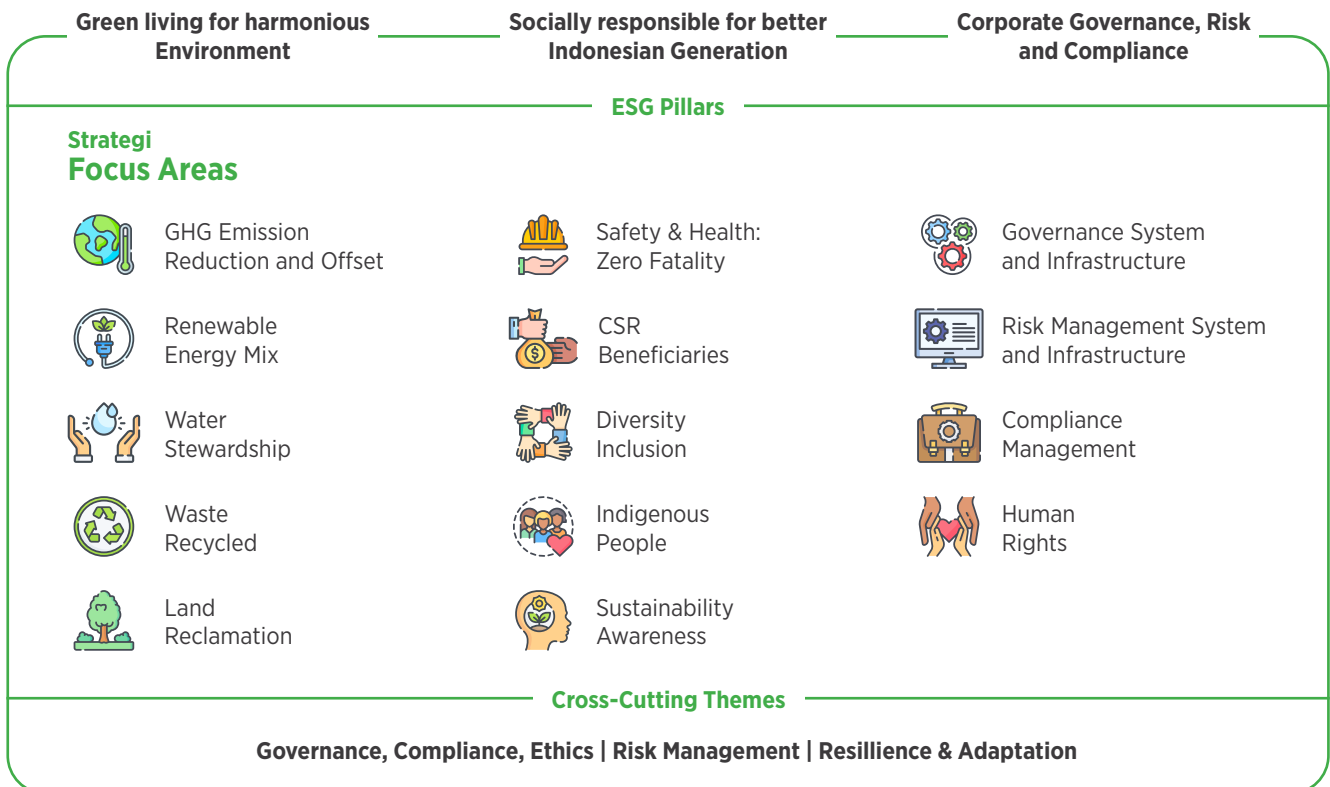 Green living for harmonious
Environment
Socially responsible for better
Indonesian Generation
Corporate Governance, Risk
and Compliance
ESG Pillars
Strategi
Focus Areas
GHG Emission
Reduction and Offset
Renewable
Energy Mix
Water
Stewardship
Waste
Recycled
Land
Reclamation
Safety & Health:
Zero Fatality
CSR
Beneficiaries
Diversity
Inclusion
Indigenous
People
Sustainability
Awareness
Governance System
and Infrastructure
Risk Management System
and Infrastructure
Compliance
Management
Human
Rights
Cross-Cutting Themes
Governance, Compliance, Ethics | Risk Management | Resillience & Adaptation